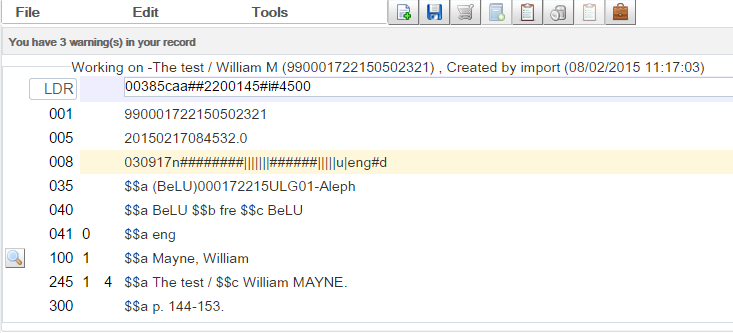 File Edit Tools
You have 3 warning(s) in your record
Working on -The test / William M (990001722150502321) , Created by import (08/02/2015 11:17:03)
LDR 00385caa##2200145#i#4500
001 990001722150502321
005 20150217084532.0
008 030917n########|||||||######|||||u|eng#d
035 $$a (BeLU)000172215ULG01-Aleph
040 $$a BeLU $$b fre $$c BeLU
041 0 $$a eng
100 1 $$a Mayne, William
245 1 4 $$a The test / $$c William MAYNE.
300 $$a p. 144-153.